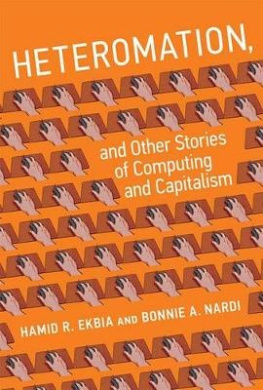 HETEROMATION,
and Other Stories
of Computing
and Capitalism
HAMID R. EKBIA AND BONNIE A. NARDI